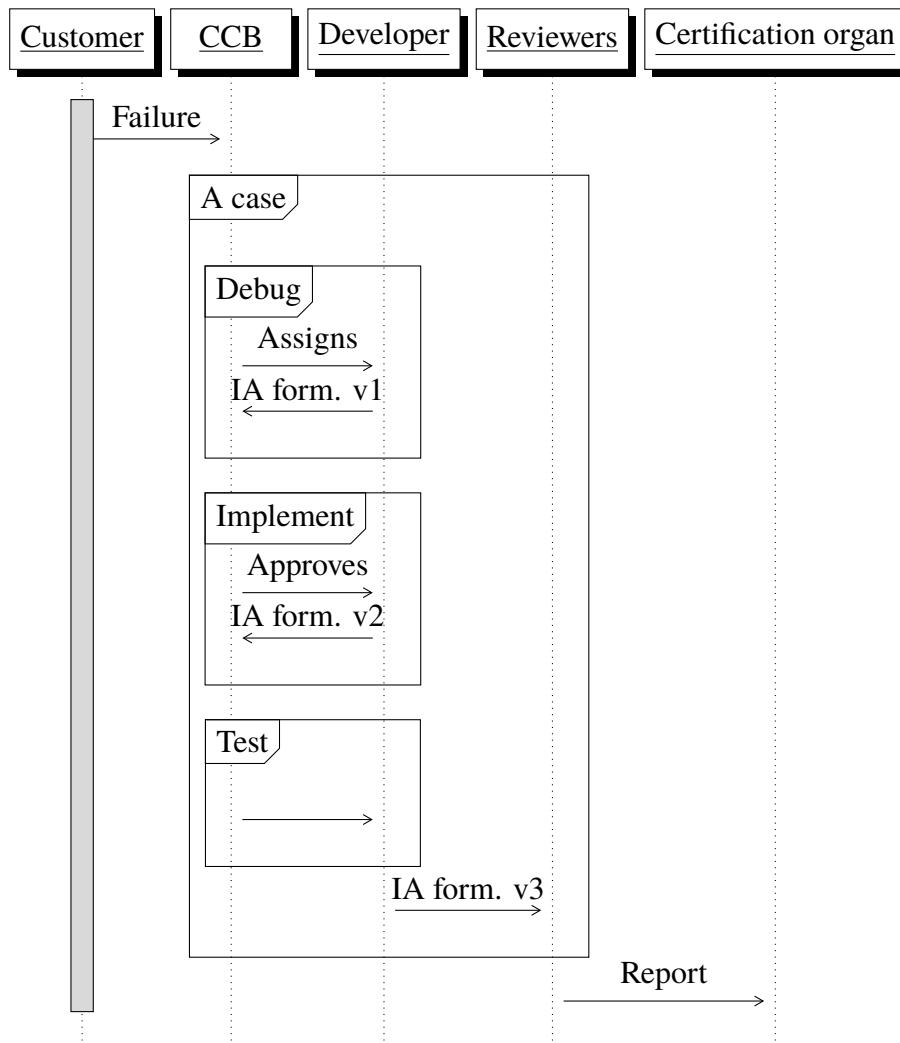 Customer
CCB
Developer
Reviewers
Certification organ
Failure
A case
Debug
Assigns
IA form. v1
Implement
Approves
IA form. v2
Test
IA form. v3
Report